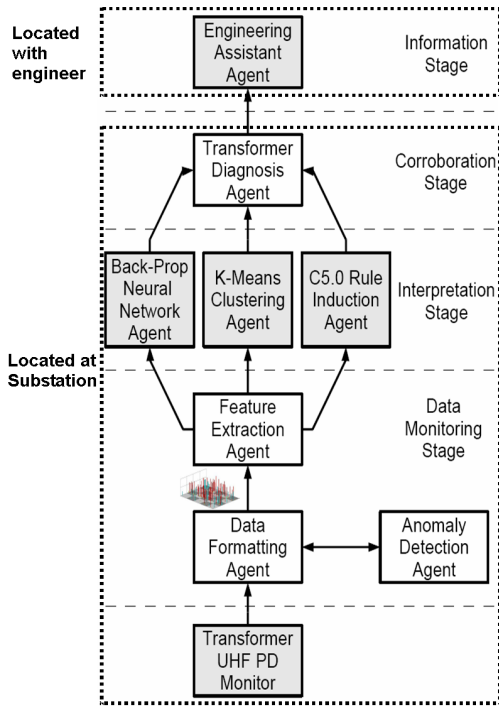 Located
with
engineer
Engineering
Assistant
Agent
Information
Stage
Transformer
Diagnosis
Agent
Corroboration
Stage
Back-Prop
Neural
Network
Agent
K-Means
Clustering
Agent
C5.0 Rule
Induction
Agent
Interpretation
Stage
Located at
Substation
Feature
Extraction
Agent
Data
Monitoring
Stage
Data
Formatting
Agent
Anomaly
Detection
Agent
Transformer
UHF PD
Monitor